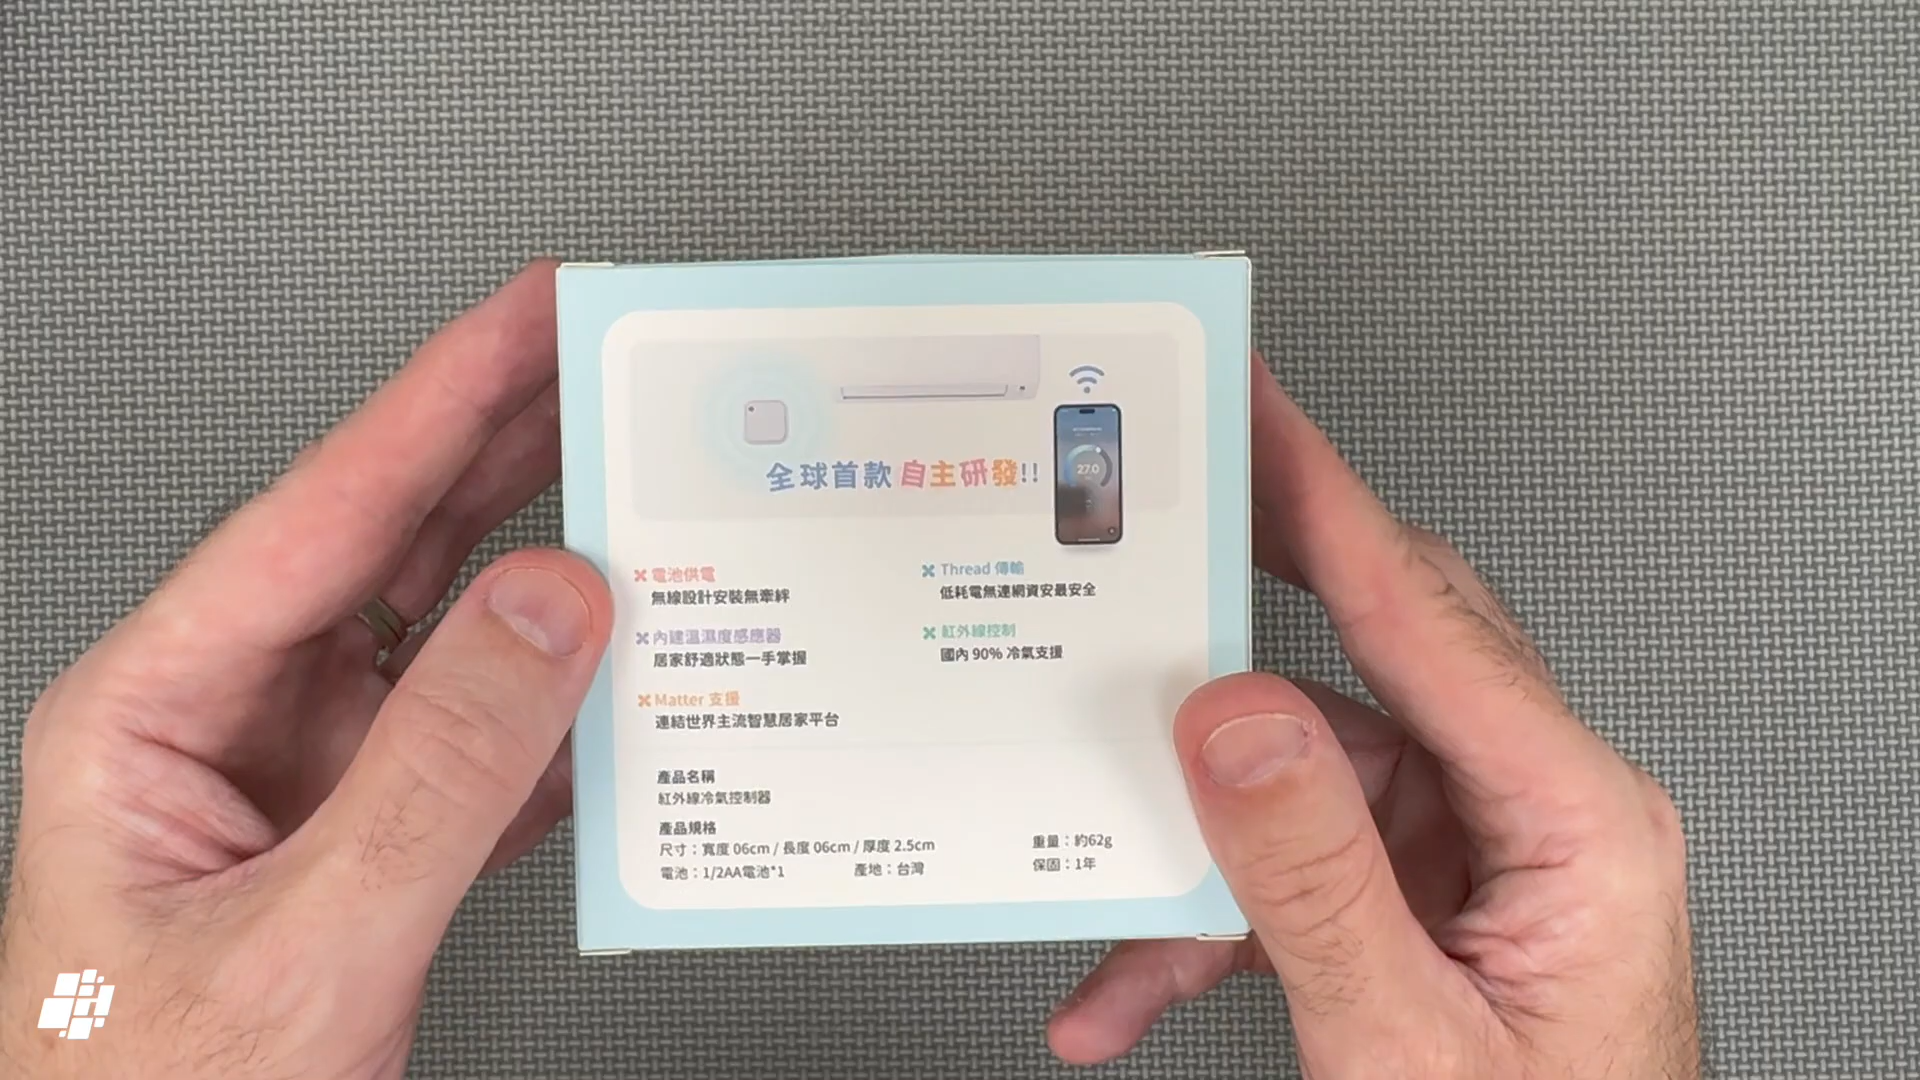 全球首款自主研發!!
27.0
電池供電
無線設計安裝無牽絆
Thread 傳輸
低耗電無連網資安最安全
內建溫濕度感應器
居家舒適狀態一手掌握
紅外線控制
國內 90% 冷氣支援
Matter 支援
連結世界主流智慧居家平台
產品名稱
紅外線冷氣控制器
產品規格
尺寸：寬度 06cm / 長度 06cm / 厚度 2.5cm
重量：約62g
電池：1/2AA電池*1
產地：台灣
保固：1年